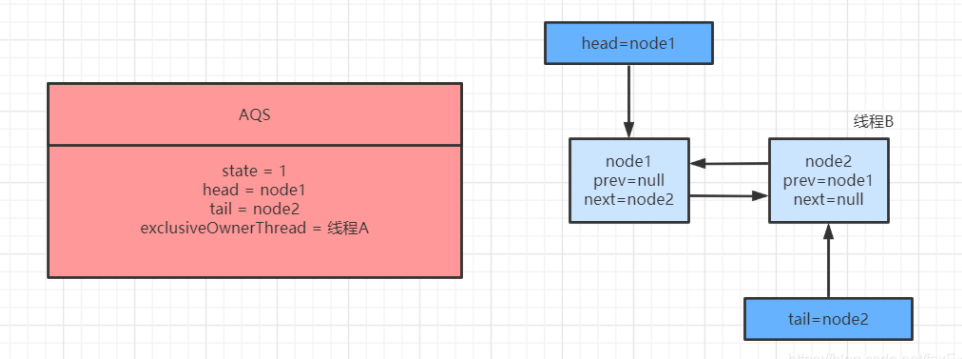 AQS
state = 1
head = node1
tail = node2
exclusiveOwnerThread = 线程A
head=node1
线程B
node1
prev=null
next=node2
node2
prev=node1
next=null
tail=node2